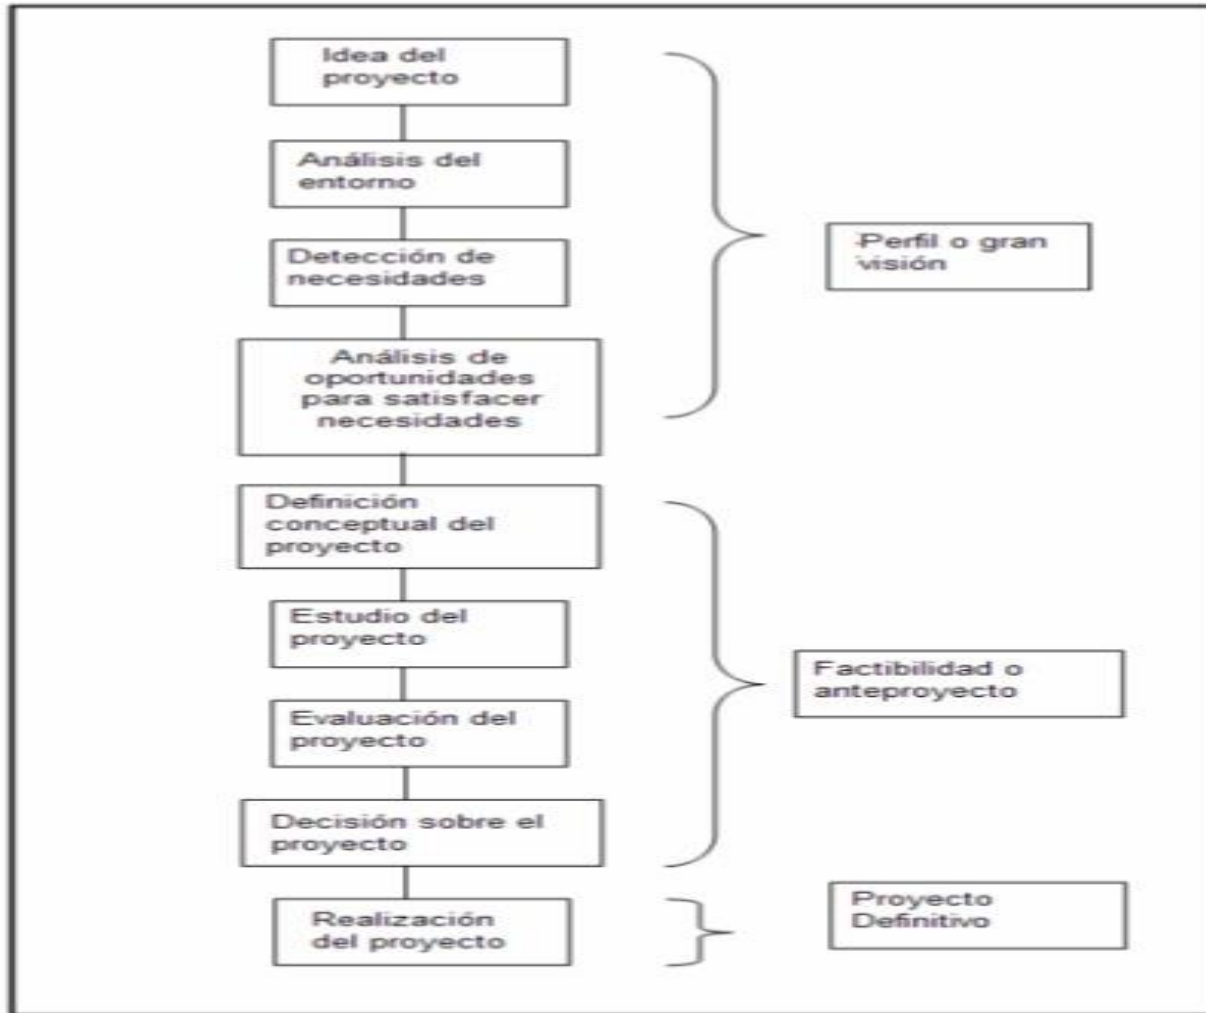 Idea del
proyecto
Análisis del
entorno
Detección de
necesidades
Análisis de
oportunidades
para satisfacer
necesidades
Perfil o gran
visión
Definición
conceptual del
proyecto
Estudio del
proyecto
Evaluación del
proyecto
Decisión sobre el
proyecto
Factibilidad o
anteproyecto
Realización
del proyecto
Proyecto
Definitivo